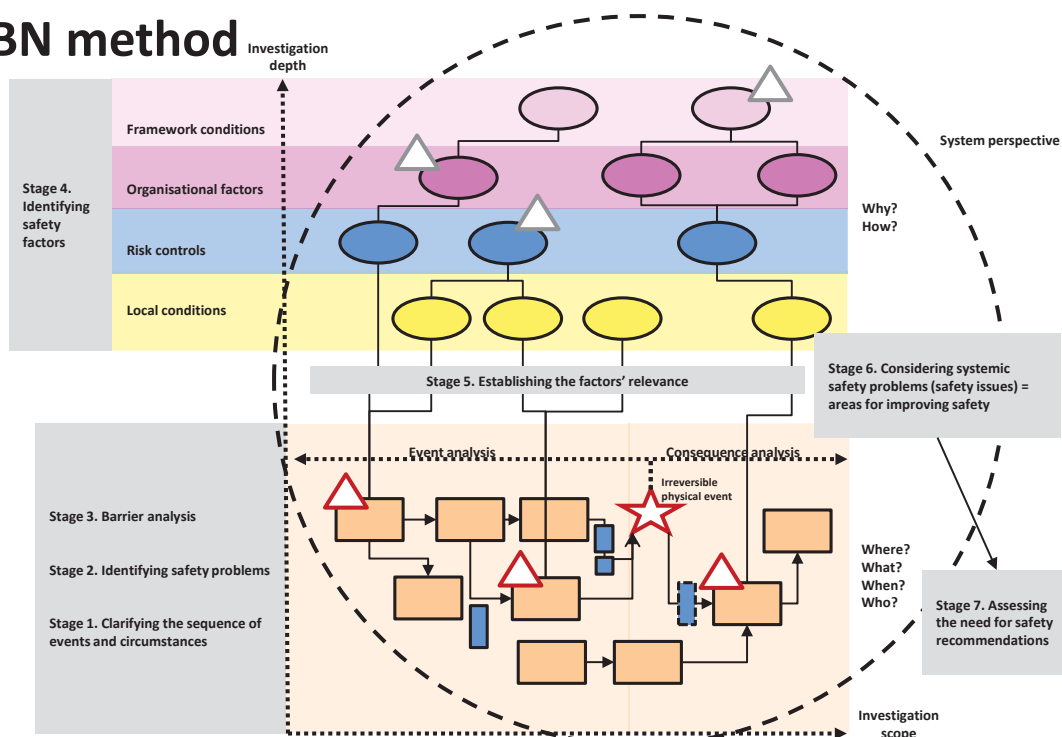 BN method
Investigation
depth
Framework conditions
System perspective
Stage 4.
Identifying
safety
factors
Organisational factors
Why?
How?
Risk controls
Local conditions
Stage 5. Establishing the factors' relevance
Stage 6. Considering systemic
safety problems (safety issues) =
areas for improving safety
Event analysis
Consequence analysis
Irreversible
physical event
Stage 3. Barrier analysis
Stage 2. Identifying safety problems
Stage 1. Clarifying the sequence of
events and circumstances
Where?
What?
When?
Who?
Stage 7. Assessing
the need for safety
recommendations
Investigation
scope